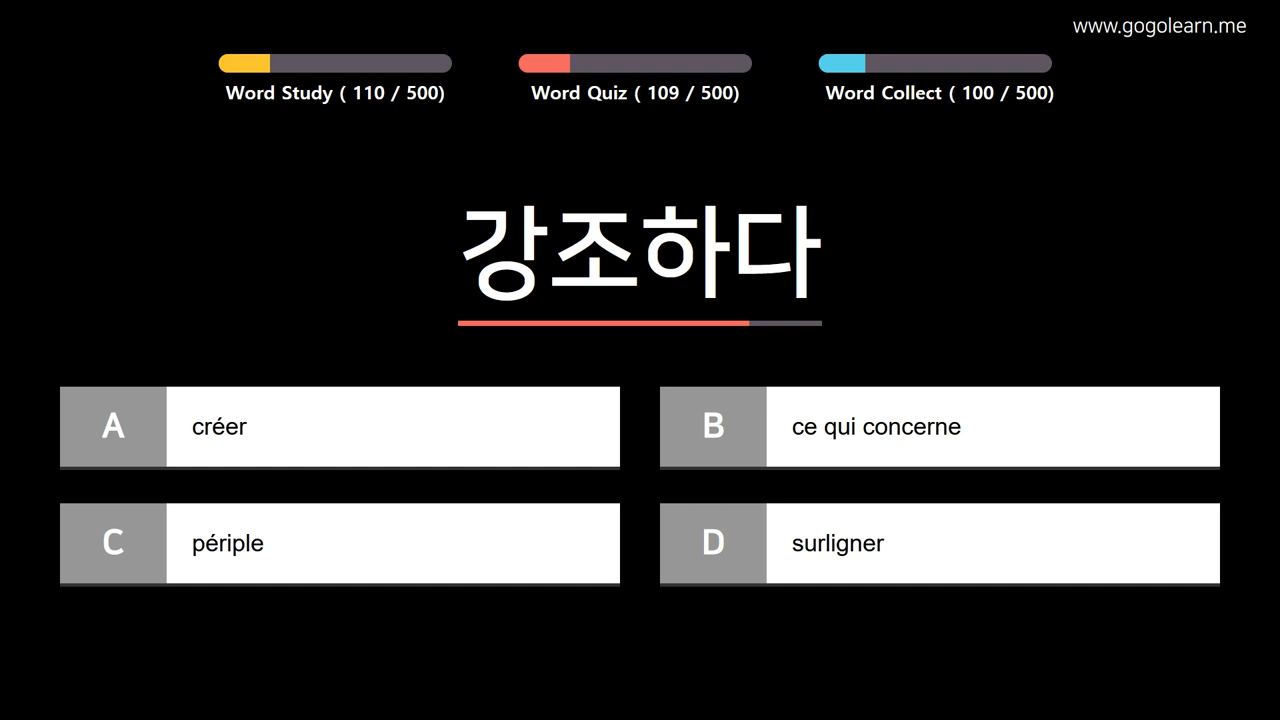 www.gogolearn.me
Word Study ( 110 / 500)
Word Quiz ( 109 / 500)
Word Collect ( 100 / 500)
강조하다
A créer
B ce qui concerne
C périple
D surligner